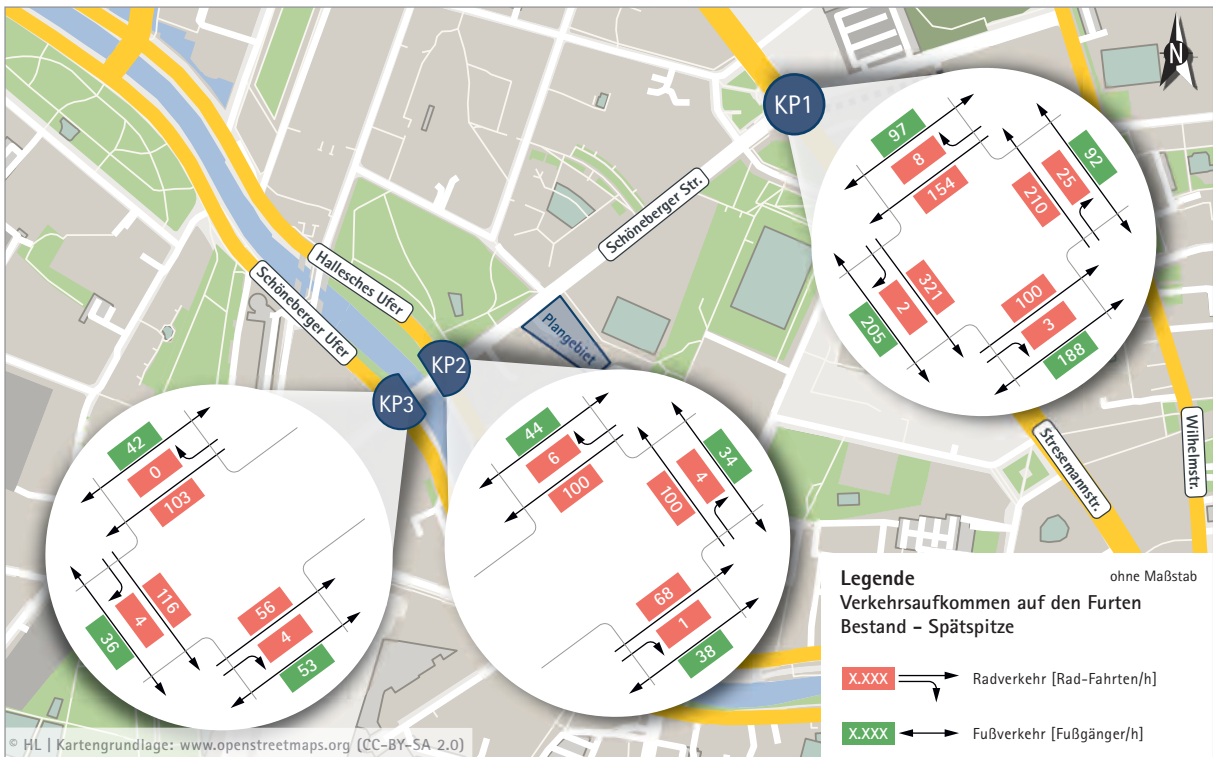 N
KP1
97
8
154
92
25
210
321
2
205
100
3
188
Schöneberger Str.
Hallesches Ufer
Schöneberger Ufer
Plangebiet
KP2
KP3
42
0
103
116
4
36
56
4
53
44
6
100
34
4
100
68
1
38
Stresemannstr.
Wilhelmstr.
Legende
ohne Maßstab
Verkehrsaufkommen auf den Furten
Bestand – Spätspitze
X.XXX Radverkehr [Rad-Fahrten/h]
X.XXX Fußverkehr [Fußgänger/h]
© HL | Kartengrundlage: www.openstreetmaps.org (CC-BY-SA 2.0)